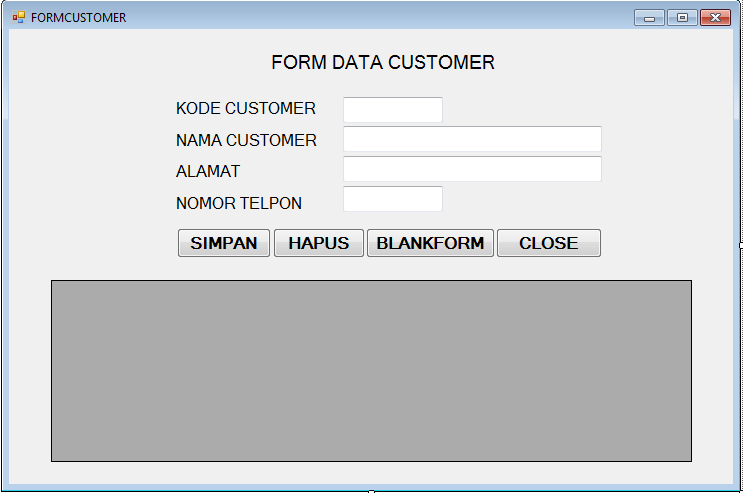 FORMCUSTOMER
FORM DATA CUSTOMER
KODE CUSTOMER
NAMA CUSTOMER
ALAMAT
NOMOR TELPON
SIMPAN HAPUS BLANKFORM CLOSE